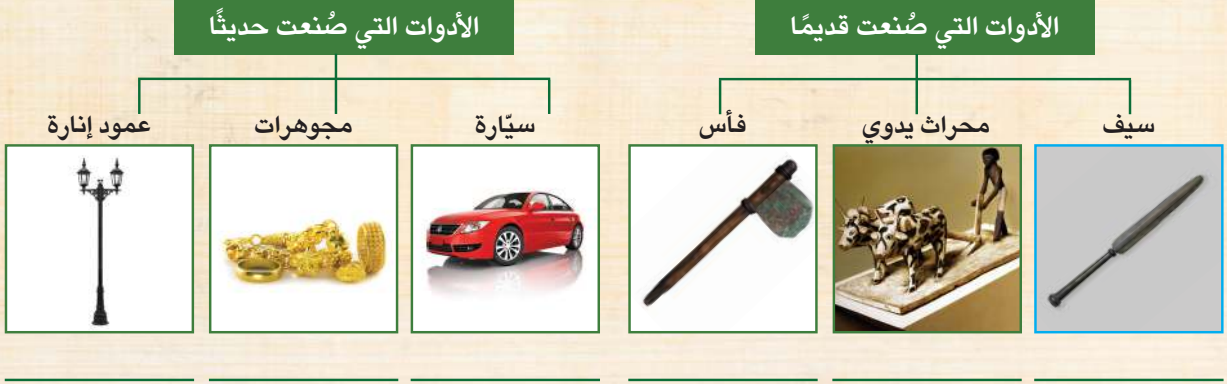 الأدوات التي صُنعت قديمًا
الأدوات التي صُنعت حديثًا
سيف
محراث يدوي
فأس
سيّارة
مجوهرات
عمود إنارة